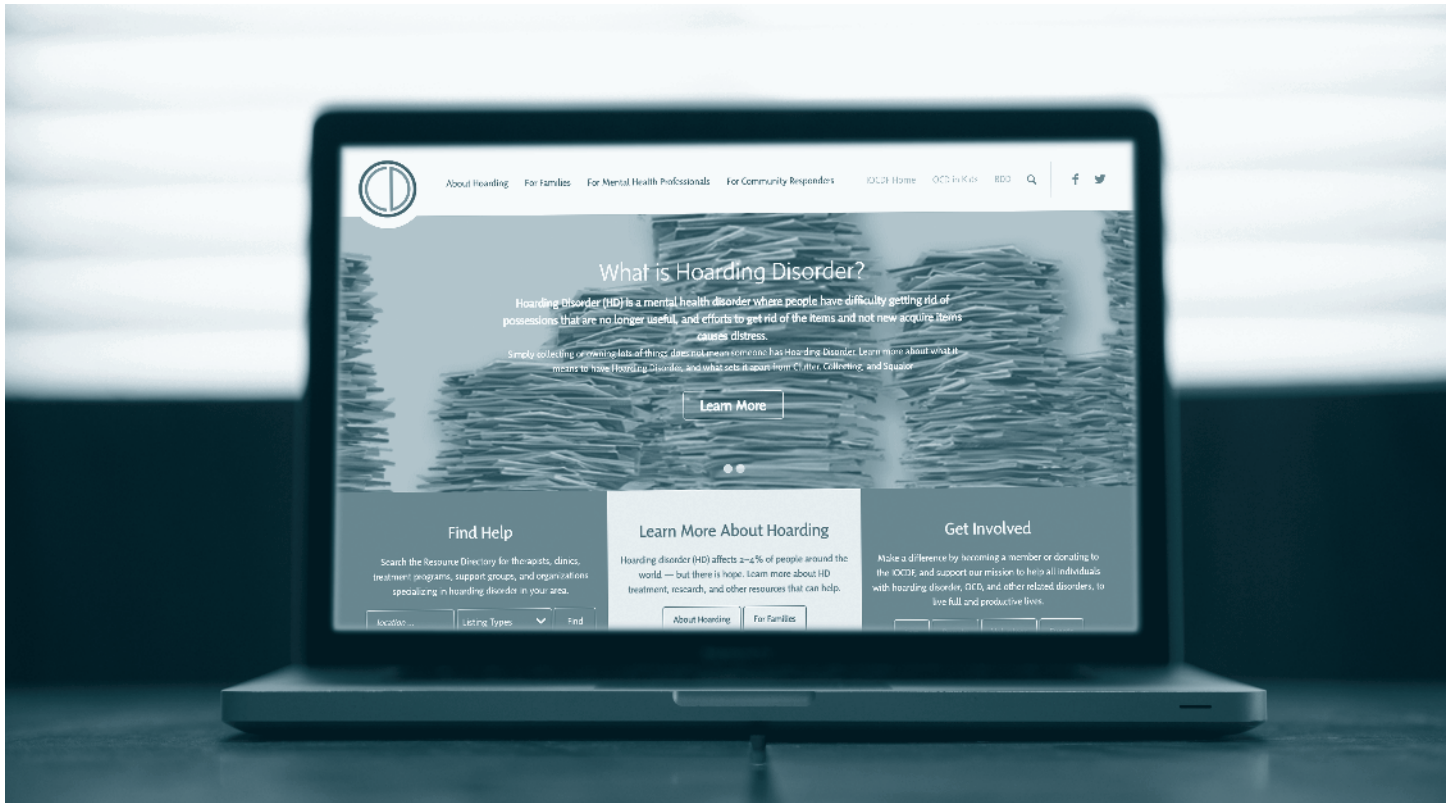 About Hoarding For Families For Mental Health Professionals For Community Responders IOCDF Home OCD in Kids BDD
What is Hoarding Disorder?
Hoarding Disorder (HD) is a mental health disorder where people have difficulty getting rid of
possessions that are no longer useful, and efforts to get rid of the items and not new acquire items
causes distress.
Simply collecting or owning lots of things does not mean someone has Hoarding Disorder. Learn more about what it
means to have Hoarding Disorder, and what sets it apart from Clutter, Collecting, and Squalor
Learn More
Find Help
Search the Resource Directory for therapists, clinics,
treatment programs, support groups, and organizations
specializing in hoarding disorder in your area.
location ... Listing Types Find
Learn More About Hoarding
Hoarding disorder (HD) affects 2–4% of people around the
world — but there is hope. Learn more about HD
treatment, research, and other resources that can help.
About Hoarding For Families
Get Involved
Make a difference by becoming a member or donating to
the IOCDF, and support our mission to help all individuals
with hoarding disorder, OCD, and other related disorders, to
live full and productive lives.